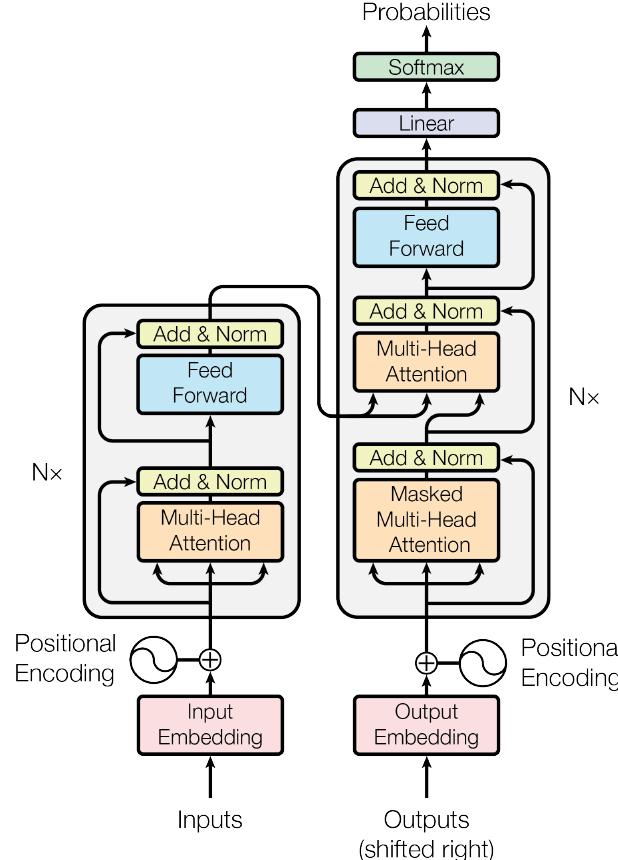 Probabilities
Softmax
Linear
Add & Norm
Feed
Forward
Add & Norm
Multi-Head
Attention
Add & Norm
Masked
Multi-Head
Attention
N×
Add & Norm
Feed
Forward
Add & Norm
Multi-Head
Attention
N×
Positional
Encoding
Positiona
Encoding
Input
Embedding
Output
Embedding
Inputs
Outputs
(shifted right)